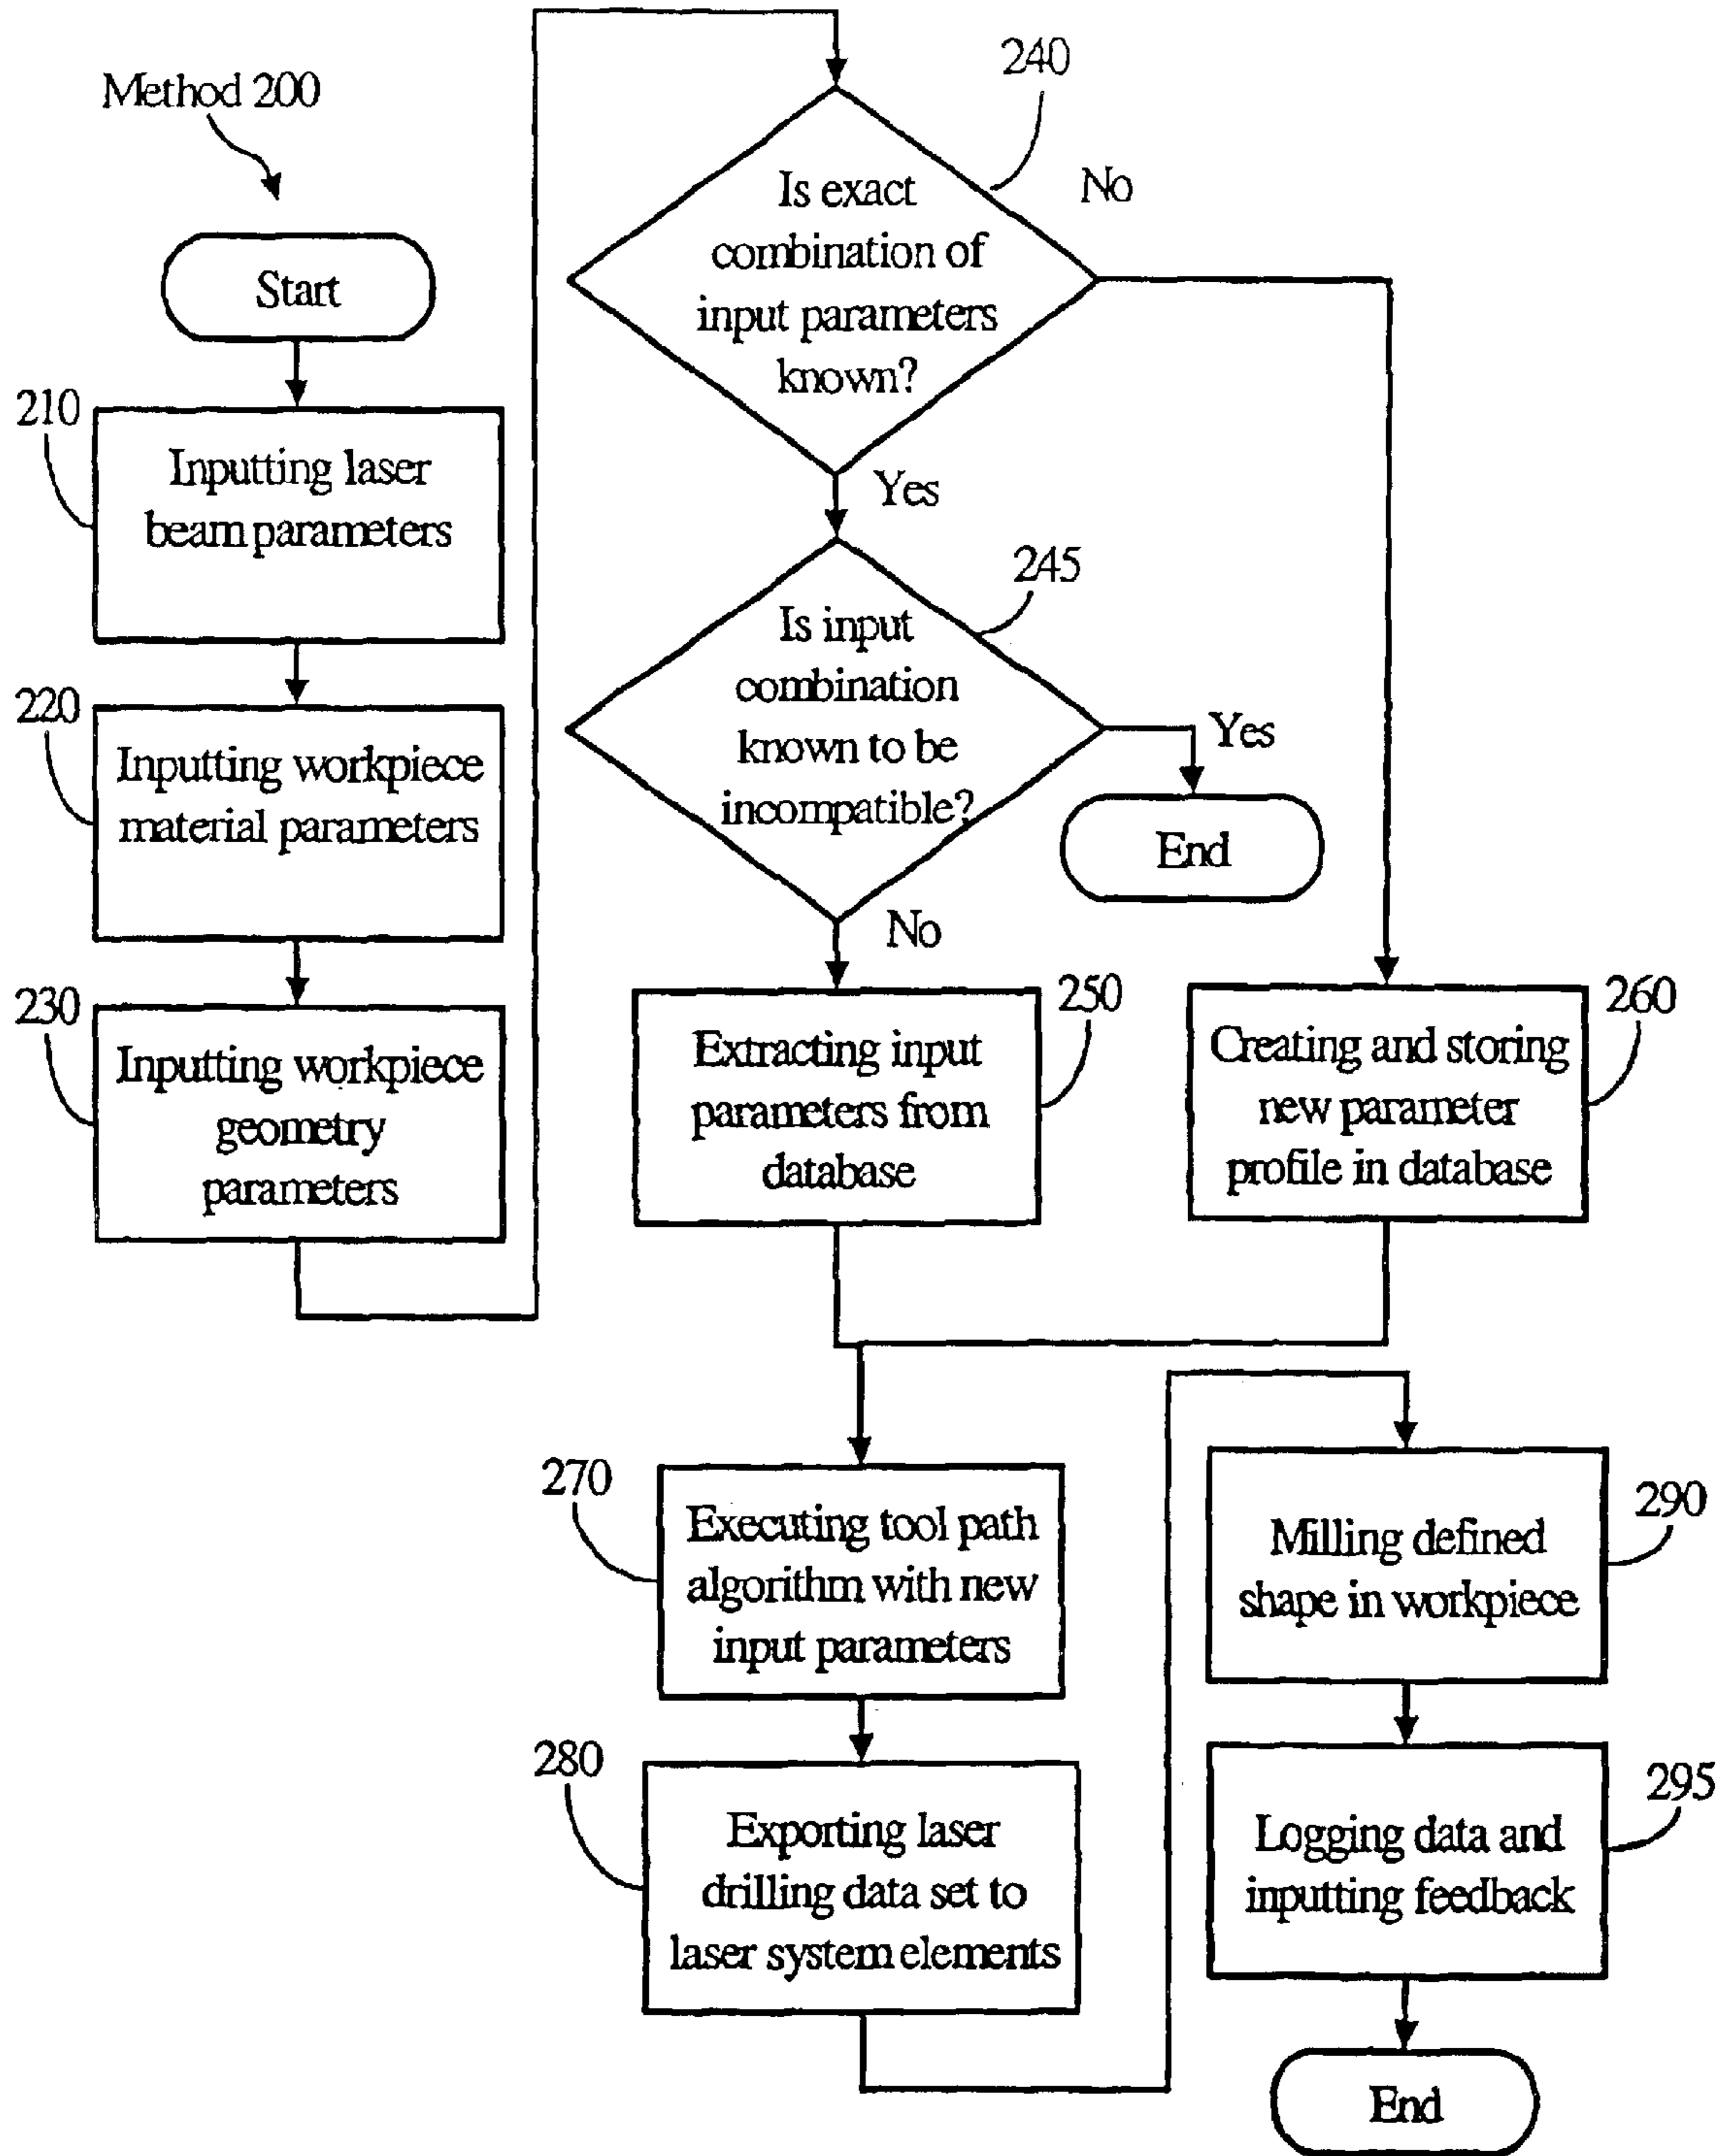 Method 200
Start
210
Inputting laser
beam parameters
220
Inputting workpiece
material parameters
230
Inputting workpiece
geometry
parameters
240
Is exact
combination of
input parameters
known?
No
Yes
245
Is input
combination
known to be
incompatible?
Yes
End
No
250
Extracting input
parameters from
database
260
Creating and storing
new parameter
profile in database
270
Executing tool path
algorithm with new
input parameters
280
Exporting laser
drilling data set to
laser system elements
290
Milling defined
shape in workpiece
295
Logging data and
inputting feedback
End